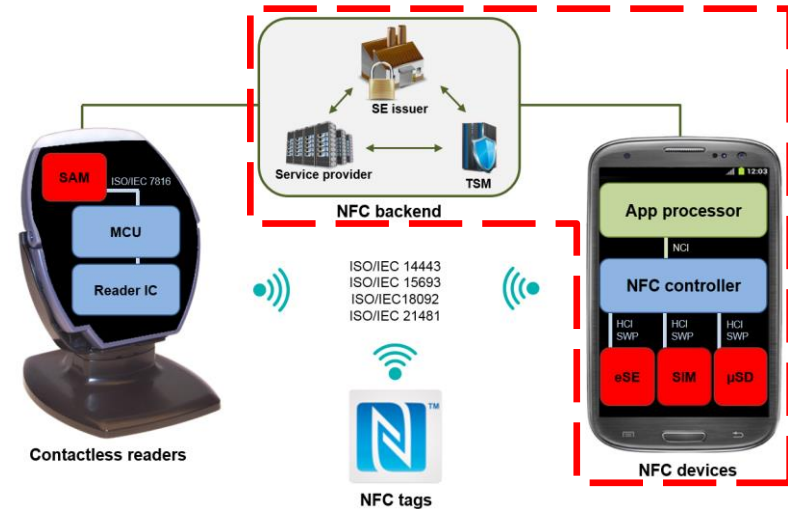 SE issuer
Service provider
TSM
NFC backend
SAM
ISO/IEC 7816
MCU
Reader IC
Contactless readers
ISO/IEC 14443
ISO/IEC 15693
ISO/IEC18092
ISO/IEC 21481
TM
NFC tags
12:03
App processor
NCI
NFC controller
HCI
SWP
HCI
SWP
HCI
SWP
eSE
SIM
µSD
NFC devices